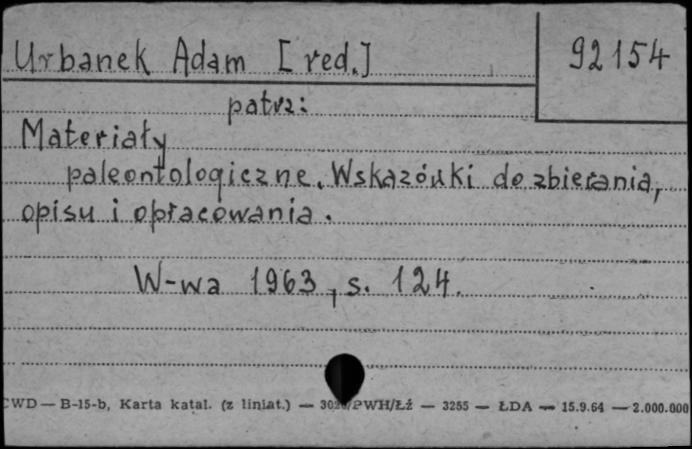 Urbanek Adam [red.]
92154
patrz:
Materiały
paleontologiczne. Wskazówki do zbierania,
opisu i opracowania.
W-wa 1963, s. 124.
CWD — B-15-b, Karta katal. (z liniat.) — /PWH/Łź — 3255 — ŁDA — 15.9.64 — 2.000.000